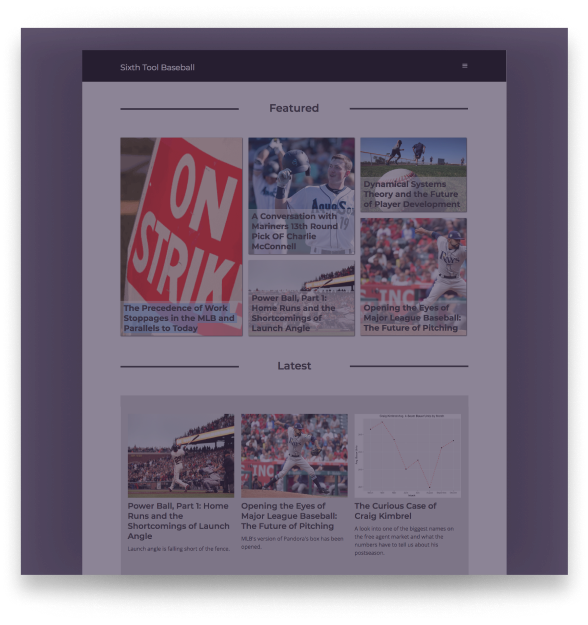 Sixth Tool Baseball
Featured
ON
STRIK
The Precedence of Work
Stoppages in the MLB and
Parallels to Today
A Conversation with
Mariners 13th Round
Pick OF Charlie
McConnell
Power Ball, Part 1:
Home Runs and the
Shortcomings of
Launch Angle
Dynamical Systems
Theory and the Future
of Player Development
INC
Rays
Opening the Eyes of
Major League Baseball:
The Future of Pitching
Latest
Power Ball, Part 1: Home
Runs and the
Shortcomings of Launch
Angle
Launch angle is falling short of the fence.
INC
Opening the Eyes of
Major League Baseball:
The Future of Pitching
MLB's version of Pandora's box has been
opened.
The Curious Case of
Craig Kimbrel
A look into one of the biggest names on
the free agent market and what the
numbers have to tell us about his
postseason.